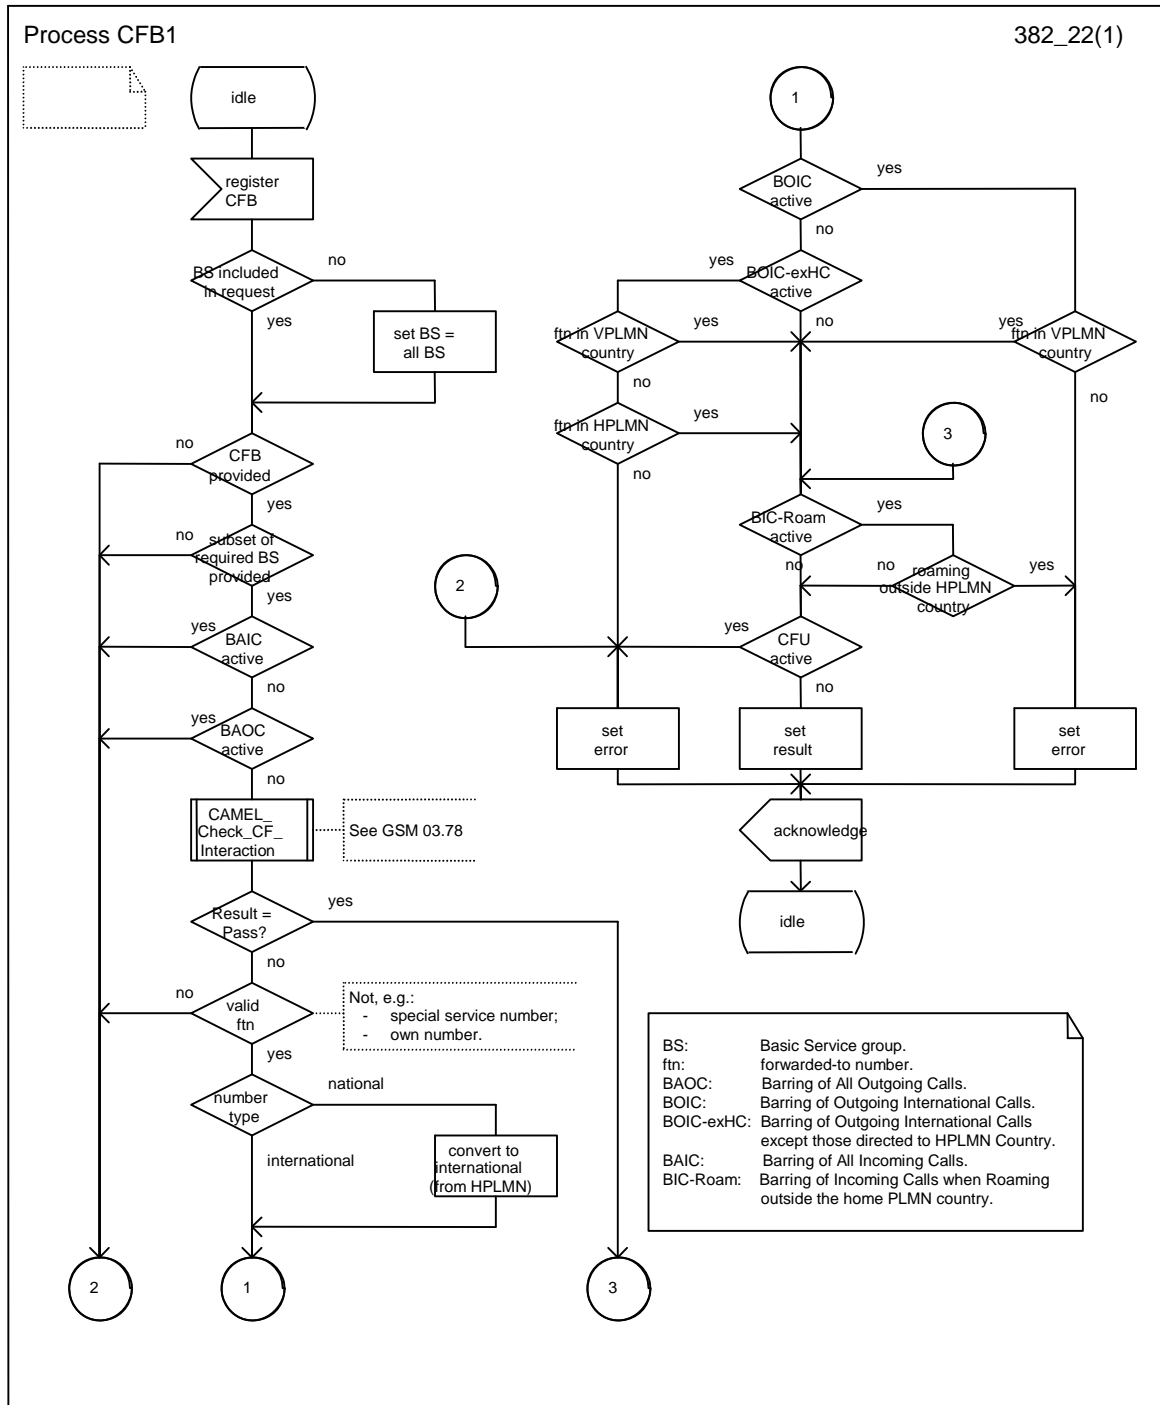 Process CFB1
382_22(1)
idle
register
CFB
BS included
in request
no
yes
set BS =
all BS
no
CFB
provided
yes
no
subset of
required BS
provided
yes
yes
BAIC
active
no
yes
BAOC
active
no
CAMEL_
Check_CF_
Interaction
See GSM 03.78
Result =
Pass?
yes
no
no
valid
ftn
Not, e.g.:
- special service number;
- own number.
yes
number
type
national
international
convert to
international
(from HPLMN)
2
1
3
1
BOIC
active
yes
no
yes
BOIC-exHC
active
no
ftn in VPLMN
country
yes
no
yes
ftn in VPLMN
country
no
ftn in HPLMN
country
yes
no
3
BIC-Roam
active
yes
no
no
roaming
outside HPLMN
country
yes
2
yes
CFU
active
no
set
error
set
result
set
error
acknowledge
idle
BS: Basic Service group.
ftn: forwarded-to number.
BAOC: Barring of All Outgoing Calls.
BOIC: Barring of Outgoing International Calls.
BOIC-exHC: Barring of Outgoing International Calls
except those directed to HPLMN Country.
BAIC: Barring of All Incoming Calls.
BIC-Roam: Barring of Incoming Calls when Roaming
outside the home PLMN country.